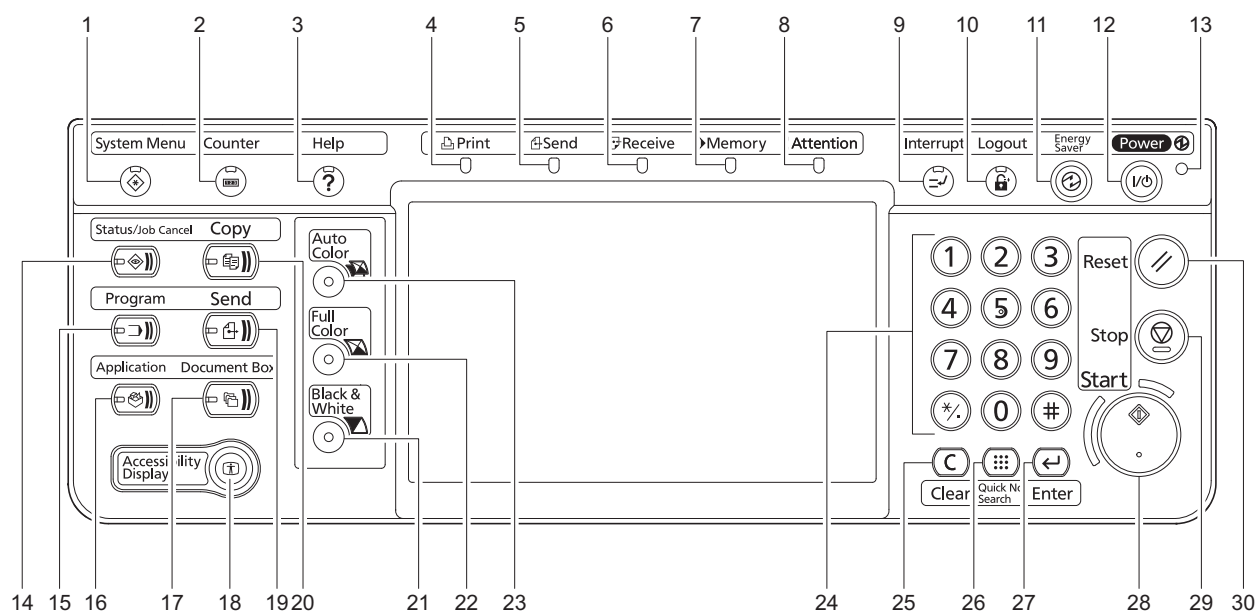 1 2 3 4 5 6 7 8 9 10 11 12 13
System Menu Counter Help Print Send Receive Memory Attention Interrupt Logout Energy Saver Power
Status/Job Cancel Copy
Program Send
Application Document Box
Accessibility Display
Auto Color
Full Color
Black & White
1 2 3 Reset
4 5 6 Stop
7 8 9 Start
*/. 0 #
C
Clear Quick No. Search Enter
14 15 16 17 18 19 20 21 22 23 24 25 26 27 28 29 30